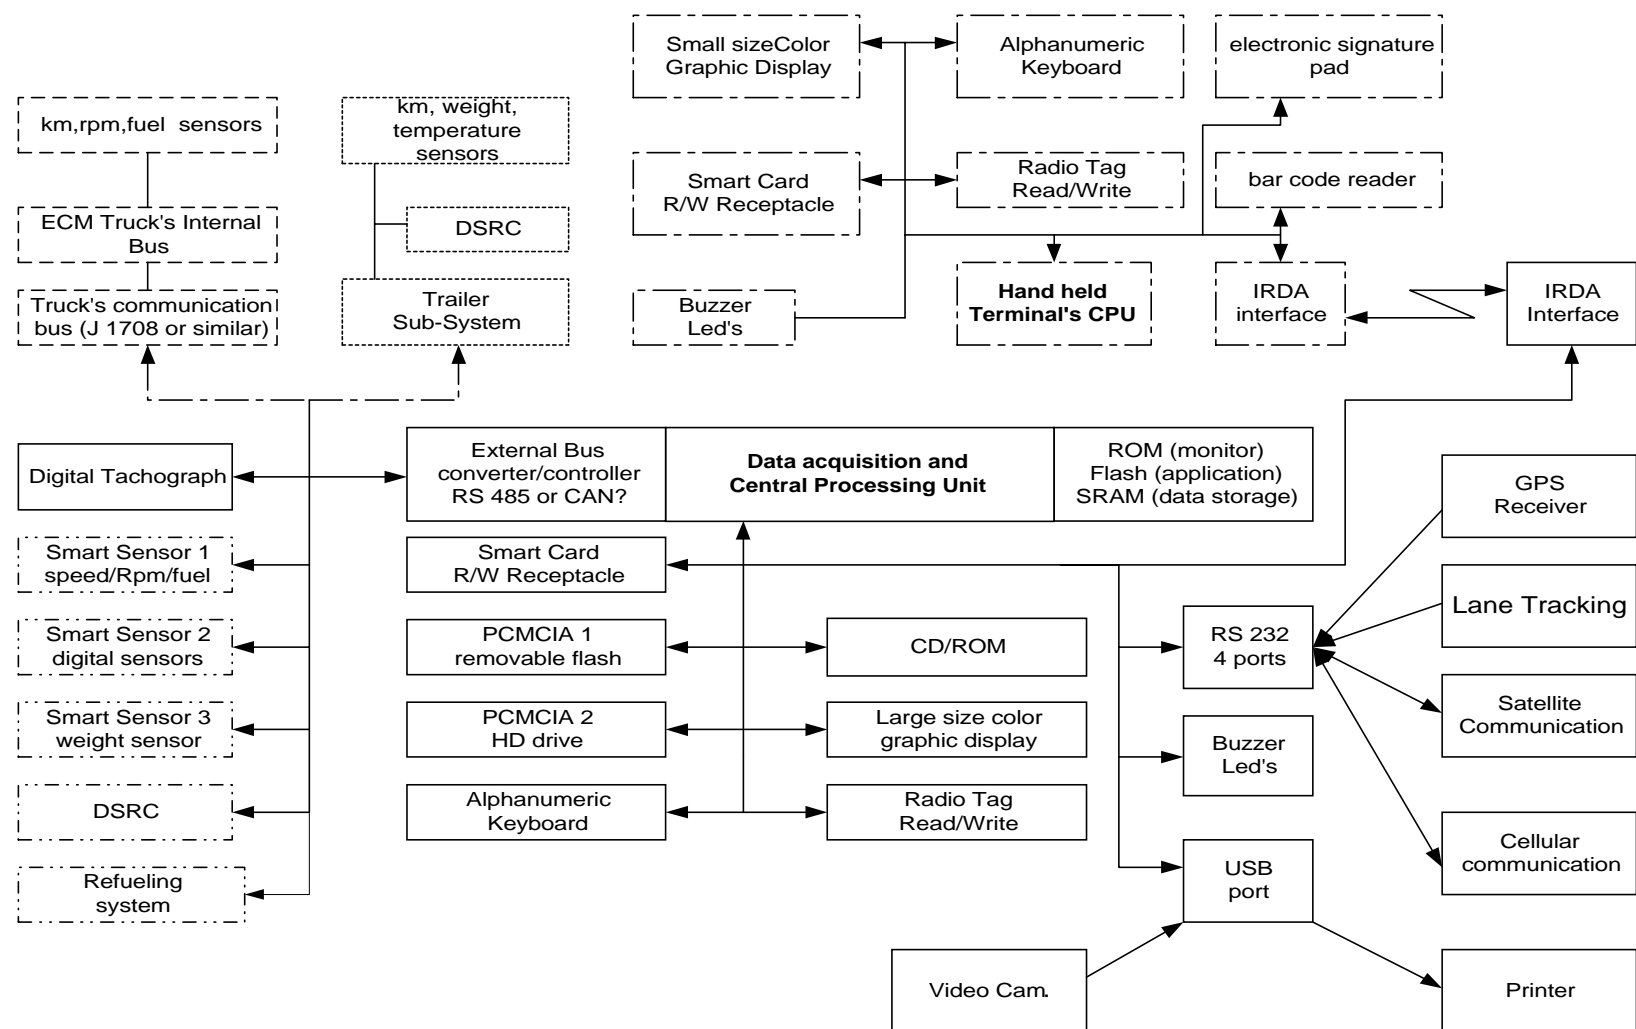 Small sizeColor
Graphic Display
Alphanumeric
Keyboard
electronic signature
pad
km,rpm,fuel  sensors
km, weight,
temperature
sensors
Smart Card
R/W Receptacle
Radio Tag
Read/Write
bar code reader
ECM Truck's Internal
Bus
DSRC
Truck's communication
bus (J 1708 or similar)
Trailer
Sub-System
Buzzer
Led's
Hand held
Terminal's CPU
IRDA
interface
IRDA
Interface
Digital Tachograph
External Bus
converter/controller
RS 485 or CAN?
Data acquisition and
Central Processing Unit
ROM (monitor)
Flash (application)
SRAM (data storage)
GPS
Receiver
Smart Sensor 1
speed/Rpm/fuel
Smart Card
R/W Receptacle
Lane Tracking
Smart Sensor 2
digital sensors
PCMCIA 1
removable flash
CD/ROM
RS 232
4 ports
Smart Sensor 3
weight sensor
PCMCIA 2
HD drive
Large size color
graphic display
Buzzer
Led's
Satellite
Communication
DSRC
Alphanumeric
Keyboard
Radio Tag
Read/Write
Cellular
communication
Refueling
system
USB
port
Video Cam.
Printer